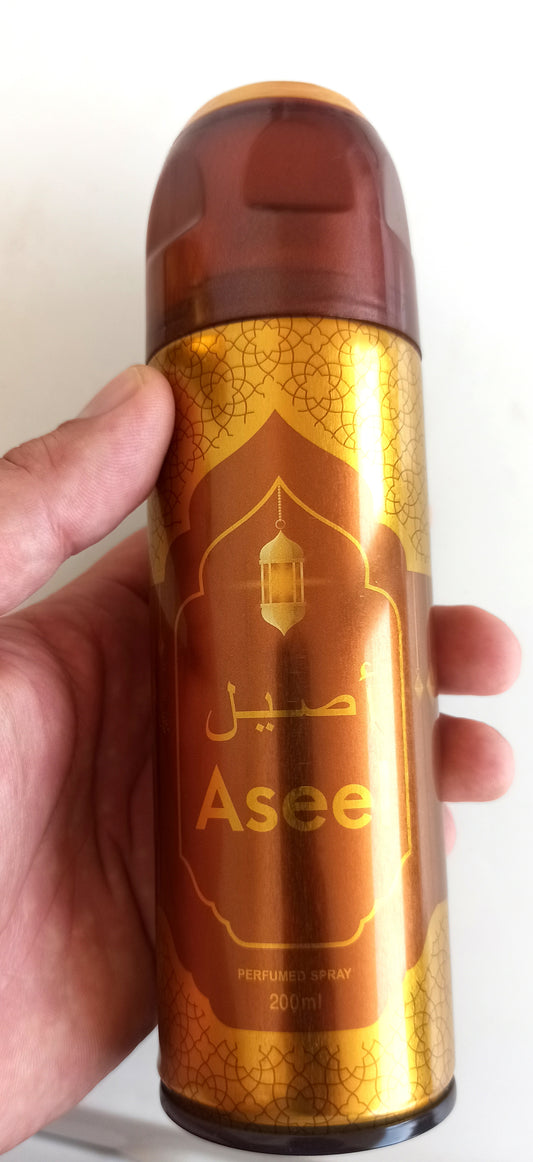 أصيل
Asee
PERFUMED SPRAY
200ml